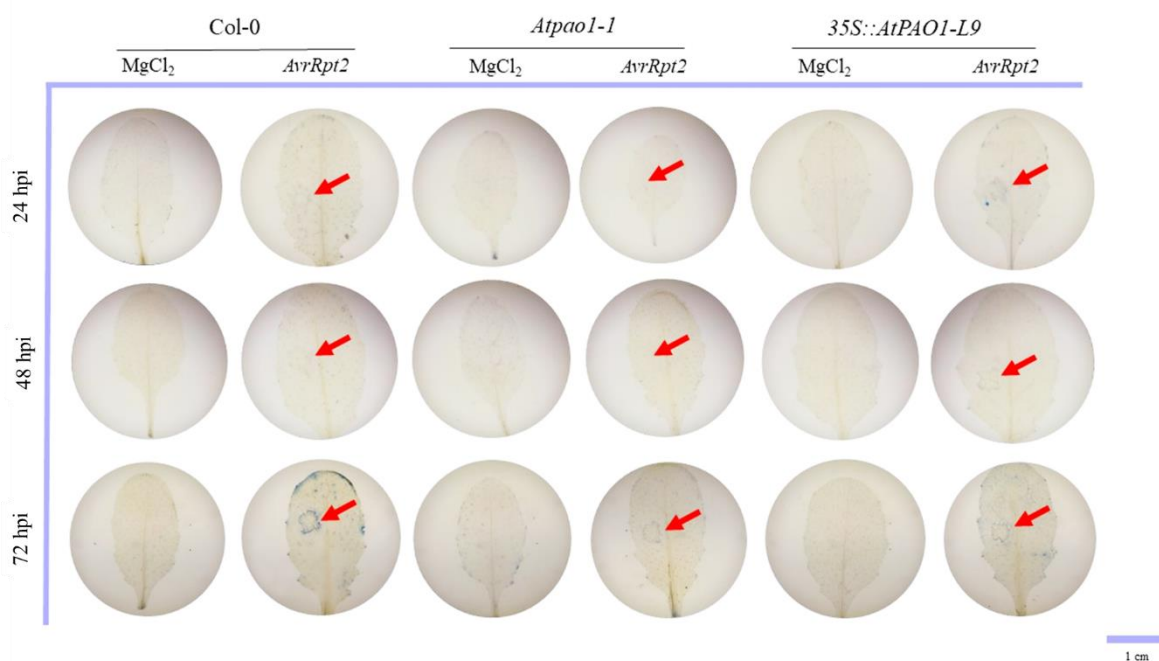 Col-0 Atpao1-1 35S::AtPAO1-L9
MgCl₂ AvrRpt2 MgCl₂ AvrRpt2 MgCl₂ AvrRpt2
24 hpi
48 hpi
72 hpi
1 cm